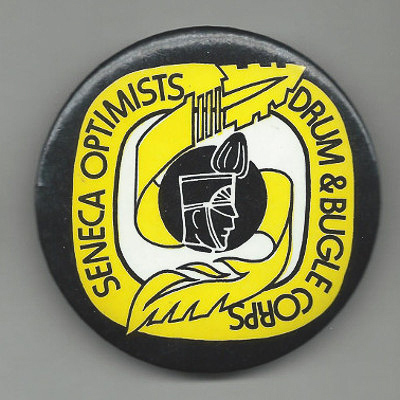 SENECA OPTIMISTS
DRUM & BUGLE CORPS